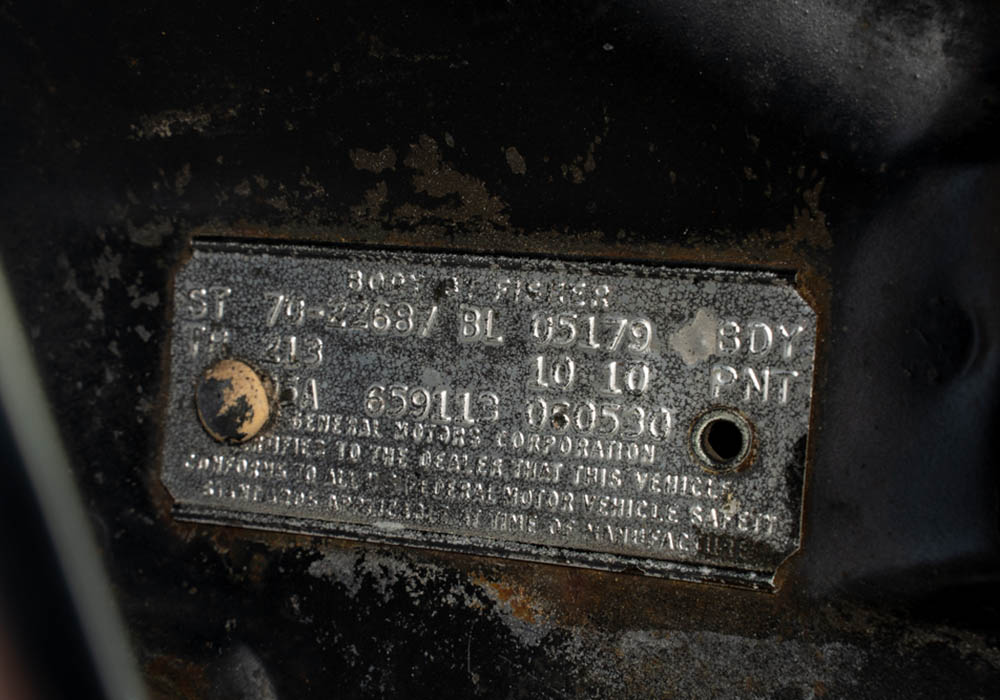 BODY BY FISHER
ST 70-22687 BL 05179 BDY
TR 213 10 10 PNT
05A 659113 060530
GENERAL MOTORS CORPORATION
CERTIFIES TO THE DEALER THAT THIS VEHICLE
CONFORMS TO ALL U.S. FEDERAL MOTOR VEHICLE SAFETY
STANDARDS APPLICABLE AT TIME OF MANUFACTURE